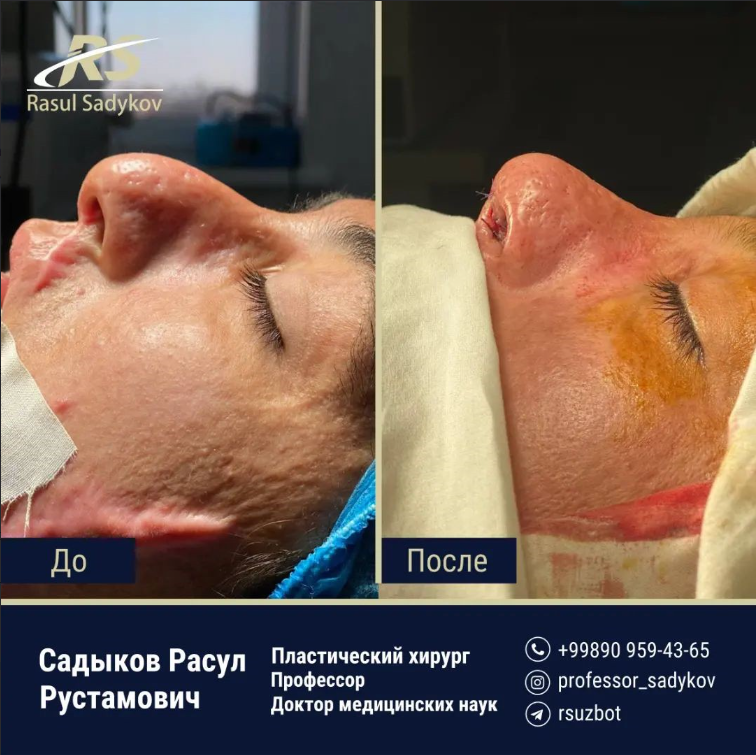 RS
Rasul Sadykov
До
После
Садыков Расул
Рустамович
Пластический хирург
Профессор
Доктор медицинских наук
+99890 959-43-65
professor_sadykov
rsuzbot